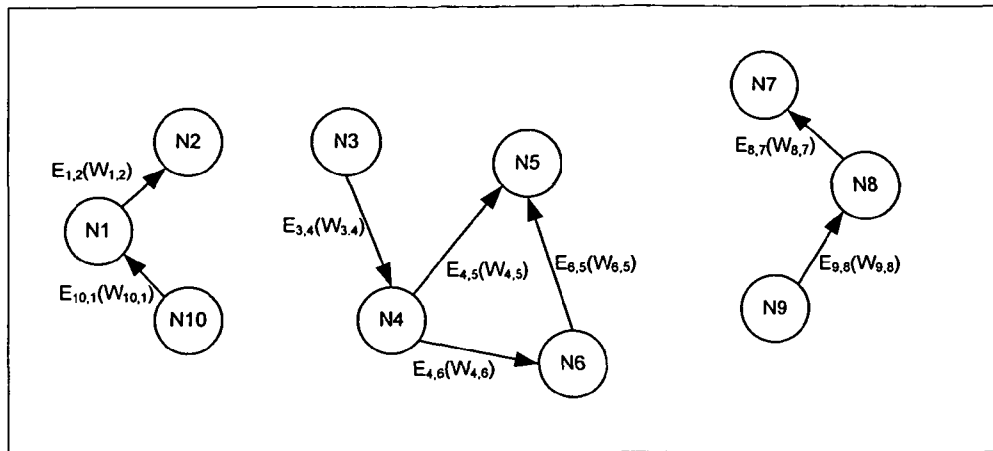 N7
N2
N3
E8,7(W8,7)
N5
E1,2(W1,2)
N8
N1
E3,4(W3.4)
E4,5(W4,5)
E6,5(W6,5)
E9,8(W9,8)
E10,1(W10,1)
N9
N10
N4
E4,6(W4,6)
N6